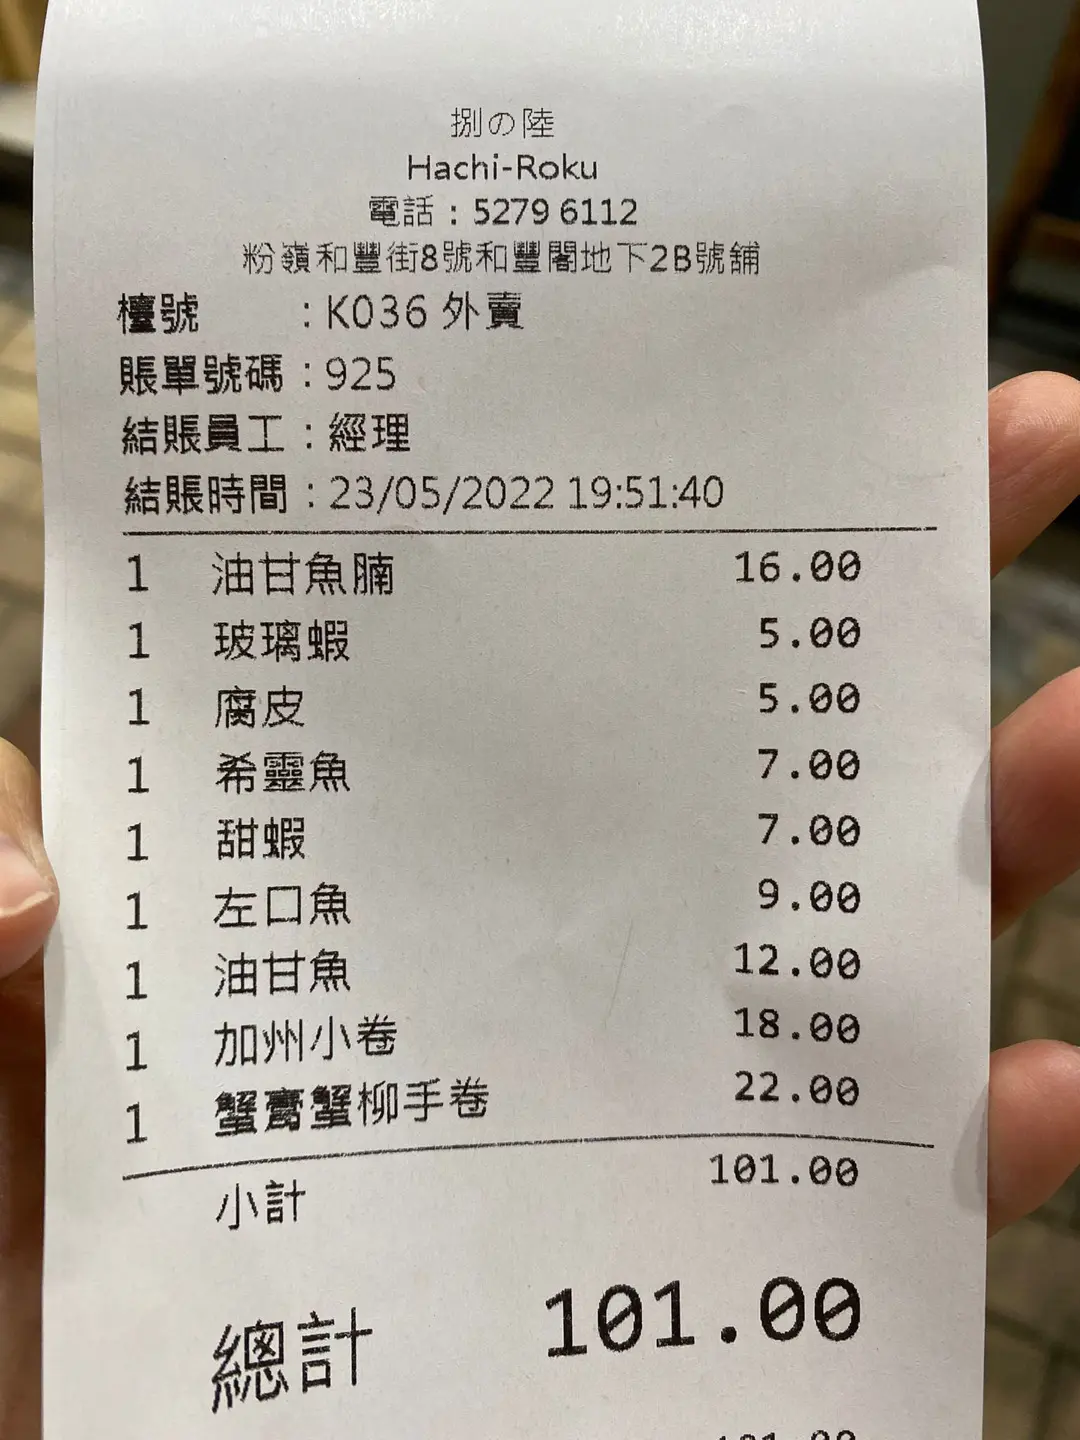 捌の陸
Hachi-Roku
電話：5279 6112
粉嶺和豐街8號和豐閣地下2B號舖
檯號 : K036 外賣
賬單號碼 : 925
結賬員工 : 經理
結賬時間 : 23/05/2022 19:51:40
1 油甘魚腩 16.00
1 玻璃蝦 5.00
1 腐皮 5.00
1 希靈魚 7.00
1 甜蝦 7.00
1 左口魚 9.00
1 油甘魚 12.00
1 加州小卷 18.00
1 蟹膏蟹柳手卷 22.00
小計 101.00
總計 101.00